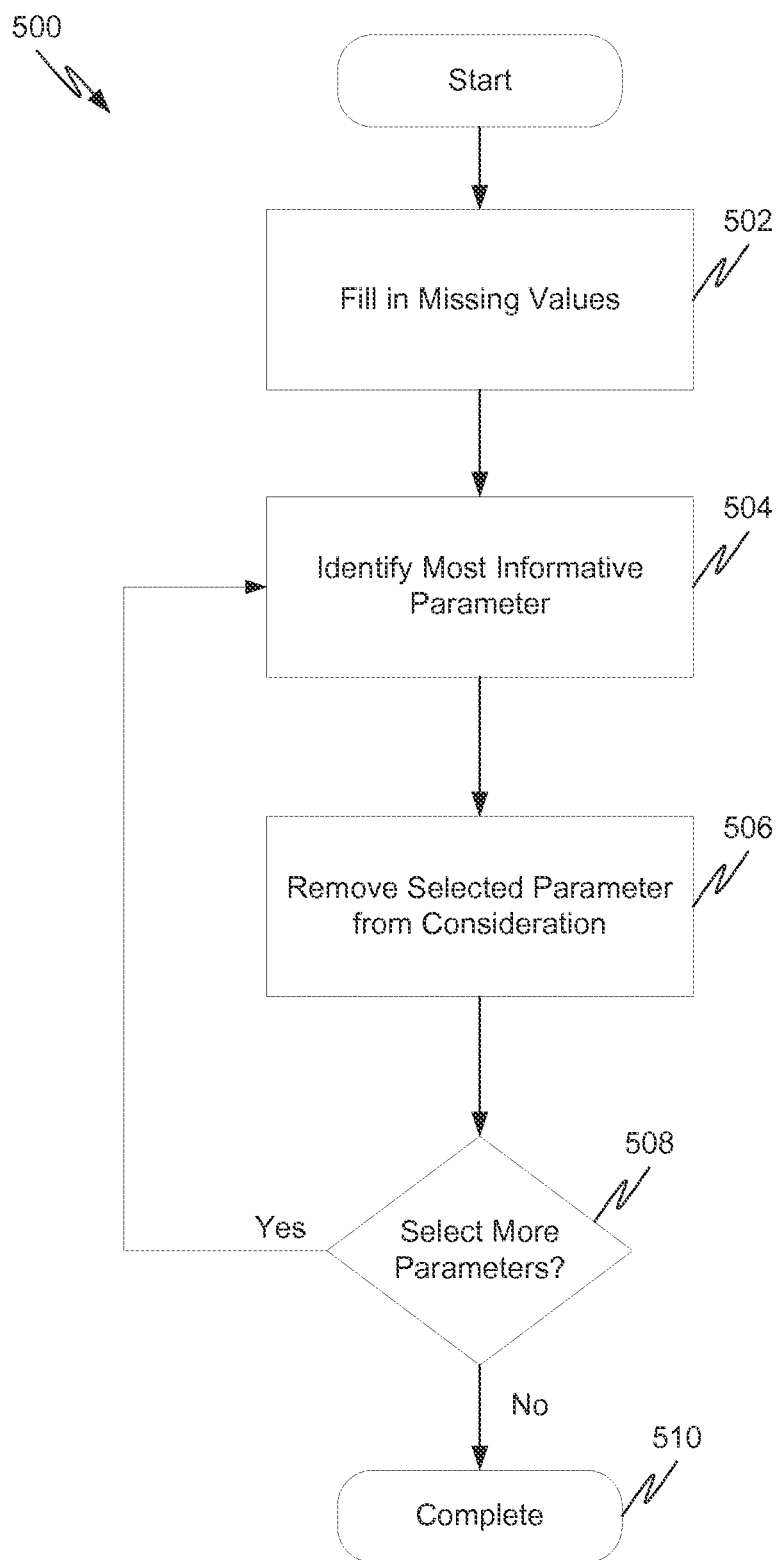 500
Start
502
Fill in Missing Values
504
Identify Most Informative
Parameter
506
Remove Selected Parameter
from Consideration
508
Select More
Parameters?
Yes
No
510
Complete